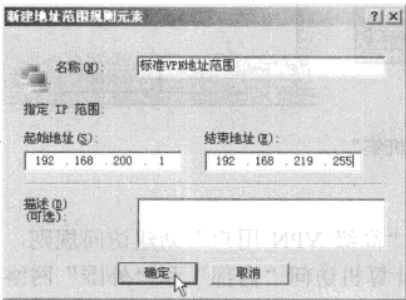 新建地址范围规则元素
名称(N):
标准VPN地址范围
指定 IP 范围:
起始地址(S):
结束地址(E):
192 . 168 . 200 . 1
192 . 168 . 219 . 255
描述(D)
(可选):
确定
取消